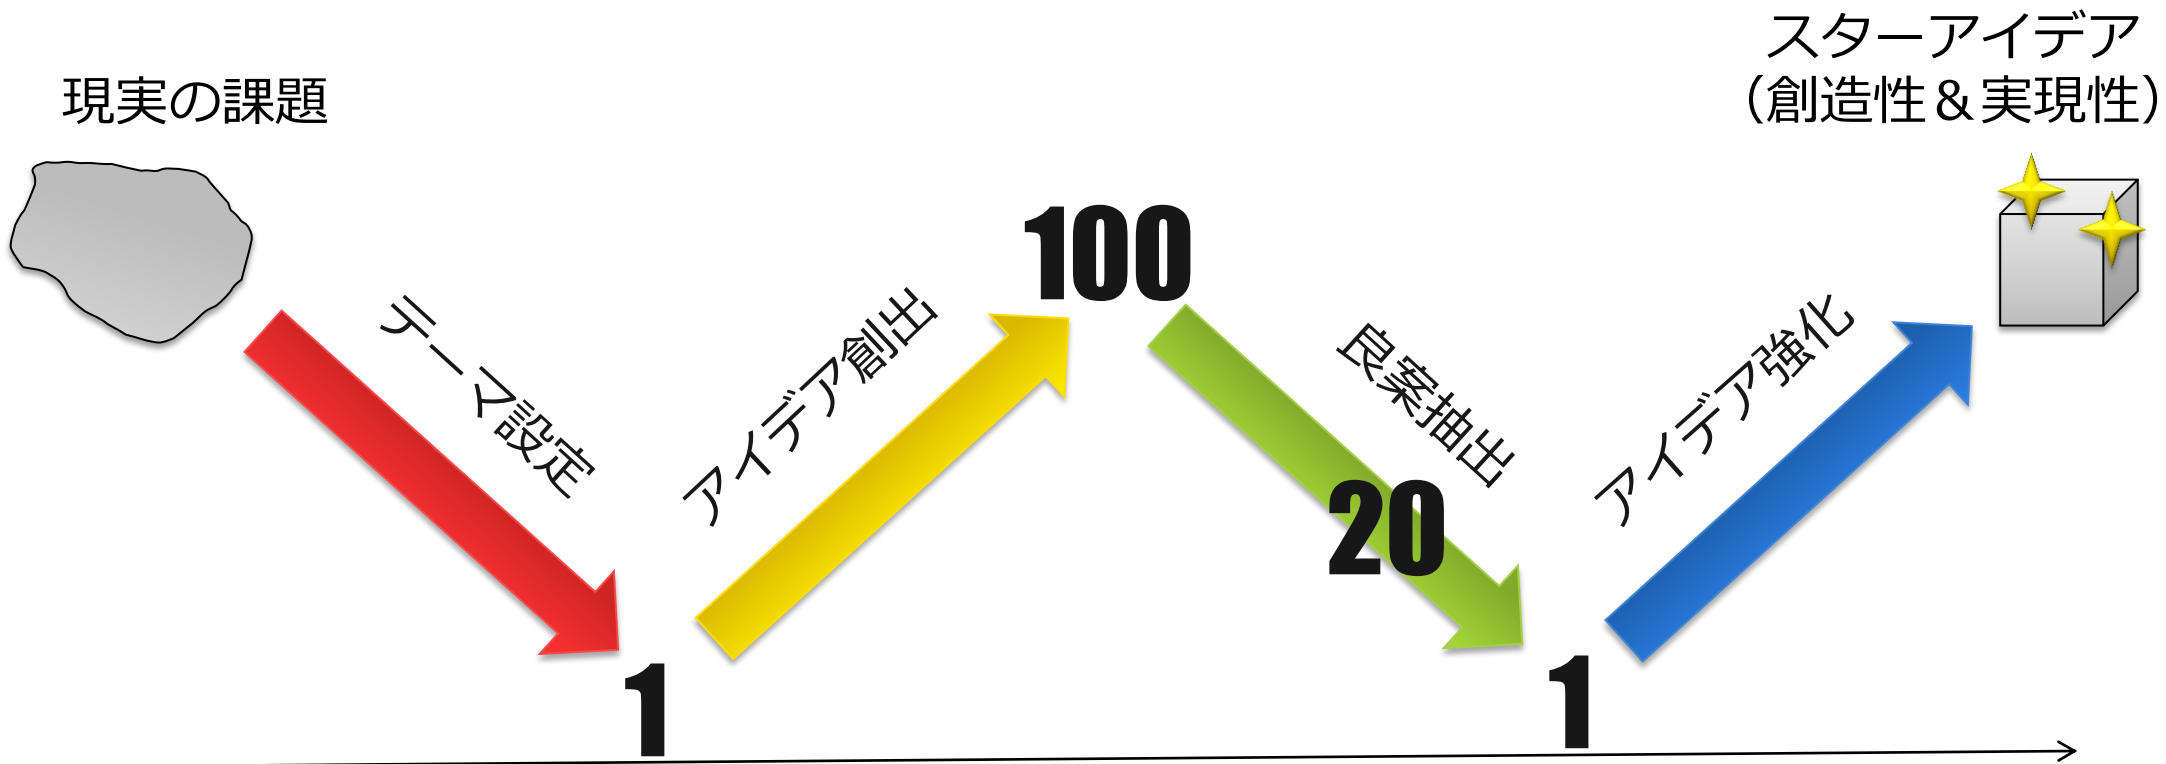 現実の課題
テーマ設定
1
アイデア創出
100
良案抽出
20
1
アイデア強化
スターアイデア
（創造性＆実現性）